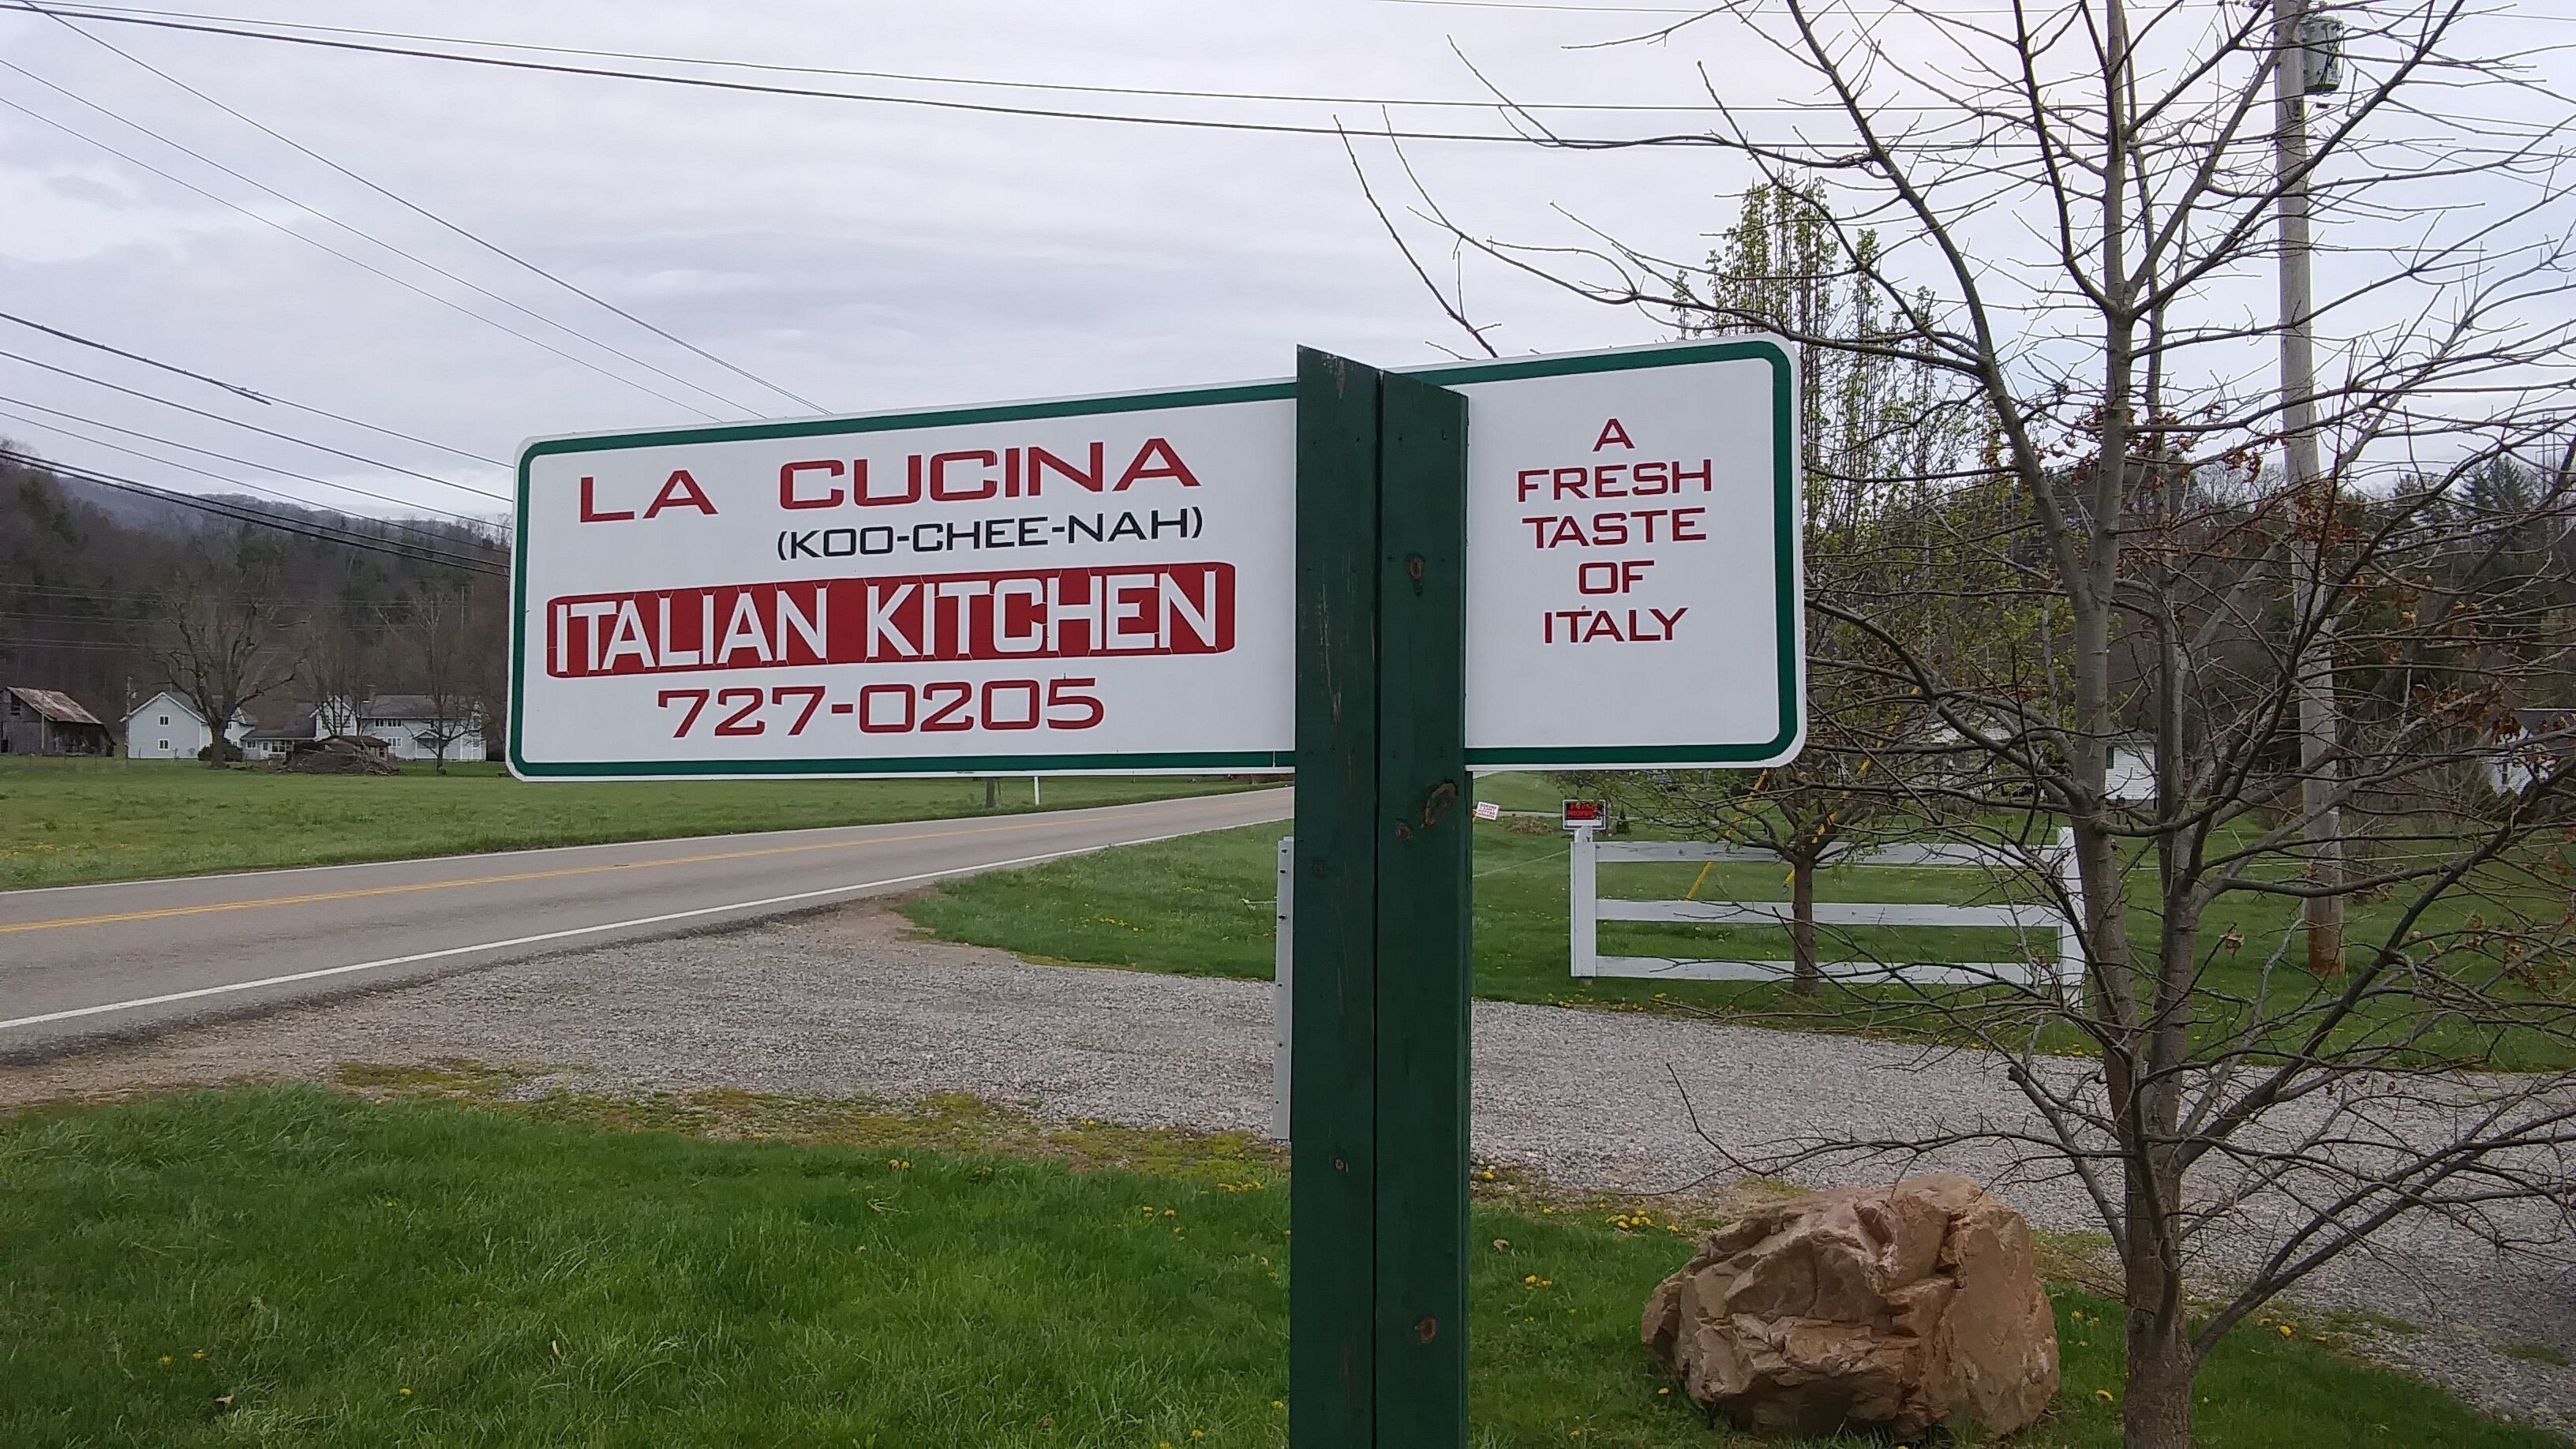 LA CUCINA
(KOO-CHEE-NAH)
ITALIAN KITCHEN
727-0205
A
FRESH
TASTE
OF
ITALY